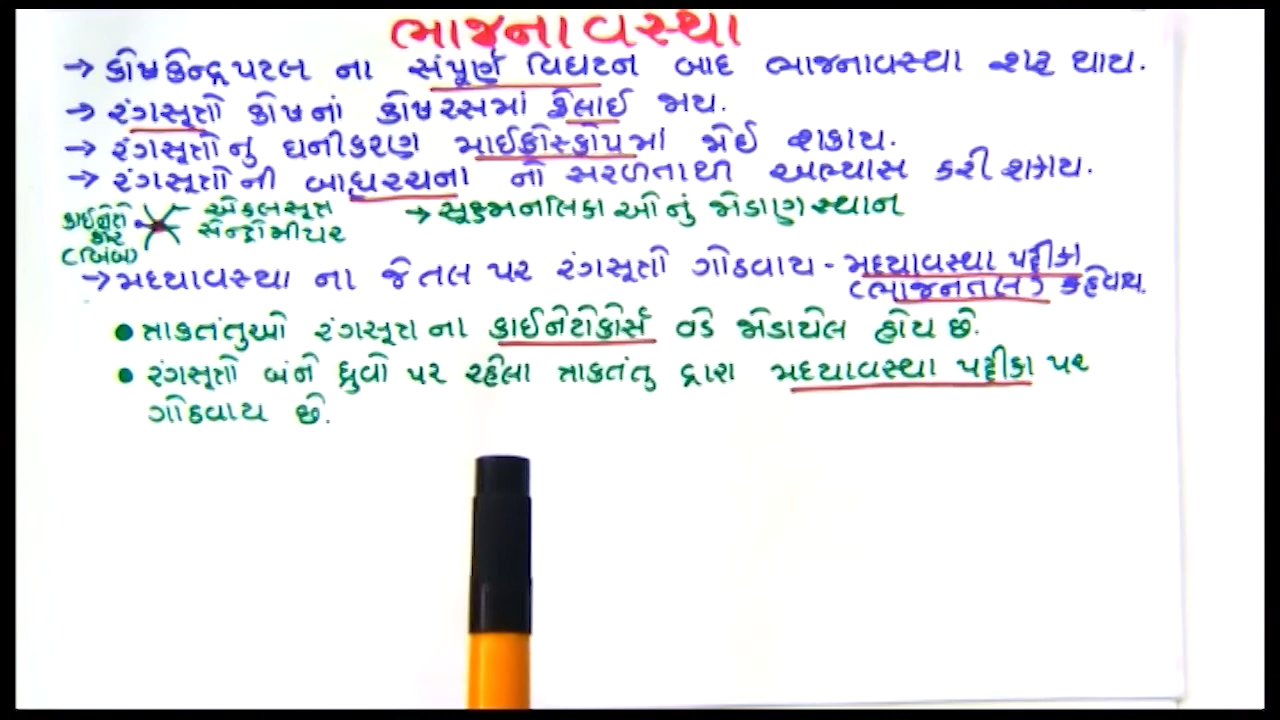 ભાજનાવસ્થા
→ કોષકેન્દ્રપટલ ના સંપૂર્ણ વિઘટન બાદ ભાજનાવસ્થા શરૂ થાય.
→ રંગસૂત્રો કોષનાં કોષરસમાં ફેલાઈ જાય.
→ રંગસૂત્રોનુ ઘનીકરણ માઈક્રોસ્કોપમાં જોઈ શકાય.
→ રંગસૂત્રોની બાહ્યરચના નો સરળતાથી અભ્યાસ કરી શકાય.
કાઈનેટો
કોર
(બિંબ)
એકલસૂત્ર
સેન્ટ્રોમીયર
→ સૂક્ષ્મનલિકાઓનું જોડાણ સ્થાન
→ મધ્યાવસ્થા ના જે તલ પર રંગસૂત્રો ગોઠવાય - મધ્યાવસ્થા પટ્ટીકા
(ભાજનતલ) કહેવાય.
● ત્રાકતંતુઓ રંગસૂત્ર ના કાઈનેટોકોર્સ વડે જોડાયેલ હોય છે.
● રંગસૂત્રો બંને ધ્રુવો પર રહેલા ત્રાકતંતુ દ્વારા મધ્યાવસ્થા પટ્ટીકા પર
ગોઠવાય છે.